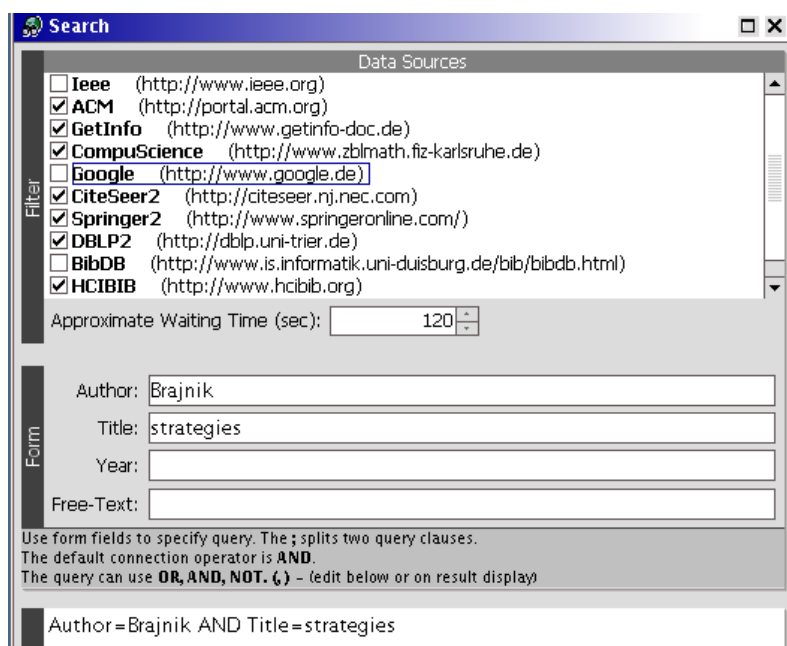 Search
Data Sources
Ieee (http://www.ieee.org)
ACM (http://portal.acm.org)
GetInfo (http://www.getinfo-doc.de)
CompuScience (http://www.zblmath.fiz-karlsruhe.de)
Google (http://www.google.de)
CiteSeer2 (http://citeseer.nj.nec.com)
Springer2 (http://www.springeronline.com/)
DBLP2 (http://dblp.uni-trier.de)
BibDB (http://www.is.informatik.uni-duisburg.de/bib/bibdb.html)
HCIBIB (http://www.hcibib.org)
Filter
Approximate Waiting Time (sec): 120
Form
Author: Brajnik
Title: strategies
Year:
Free-Text:
Use form fields to specify query. The ; splits two query clauses.
The default connection operator is AND.
The query can use OR, AND, NOT. (, ) – (edit below or on result display)
Author=Brajnik AND Title=strategies